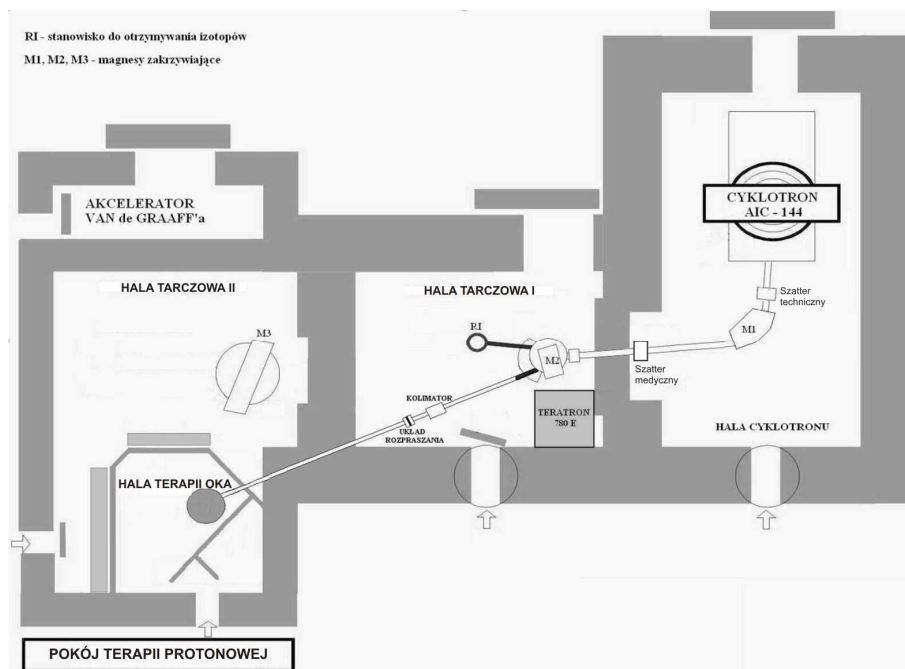 RI - stanowisko do otrzymywania izotopów
M1, M2, M3 - magnesy zakrzywiające
AKCELERATOR
VAN de GRAAFF'a
CYKLOTRON
AIC - 144
HALA TARCZOWA II
HALA TARCZOWA I
Szatter
techniczny
M3
RI
M1
M2
Szatter
medyczny
KOLIMATOR
UKŁAD
ROZPRASZANIA
TERATRON
780 E
HALA CYKLOTRONU
HALA TERAPII OKA
POKÓJ TERAPII PROTONOWEJ